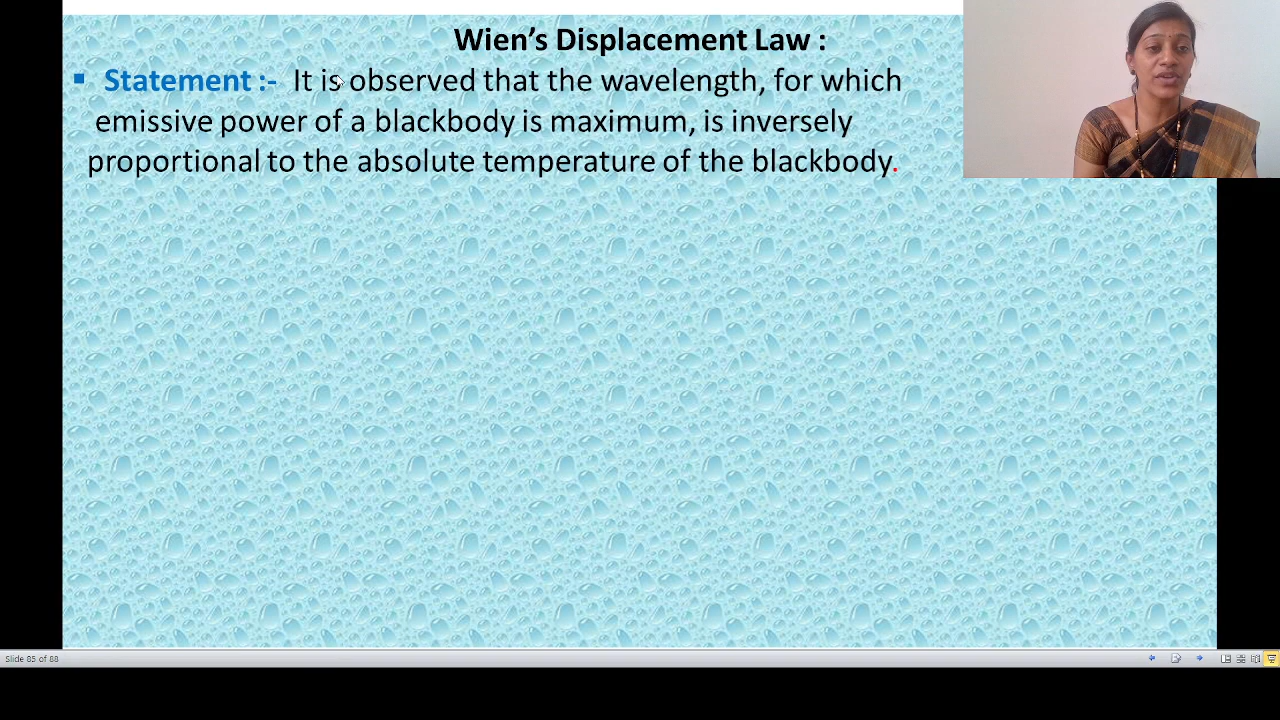 Wien’s Displacement Law :
▪ Statement :- It is observed that the wavelength, for which
emissive power of a blackbody is maximum, is inversely
proportional to the absolute temperature of the blackbody.
Slide 85 of 88